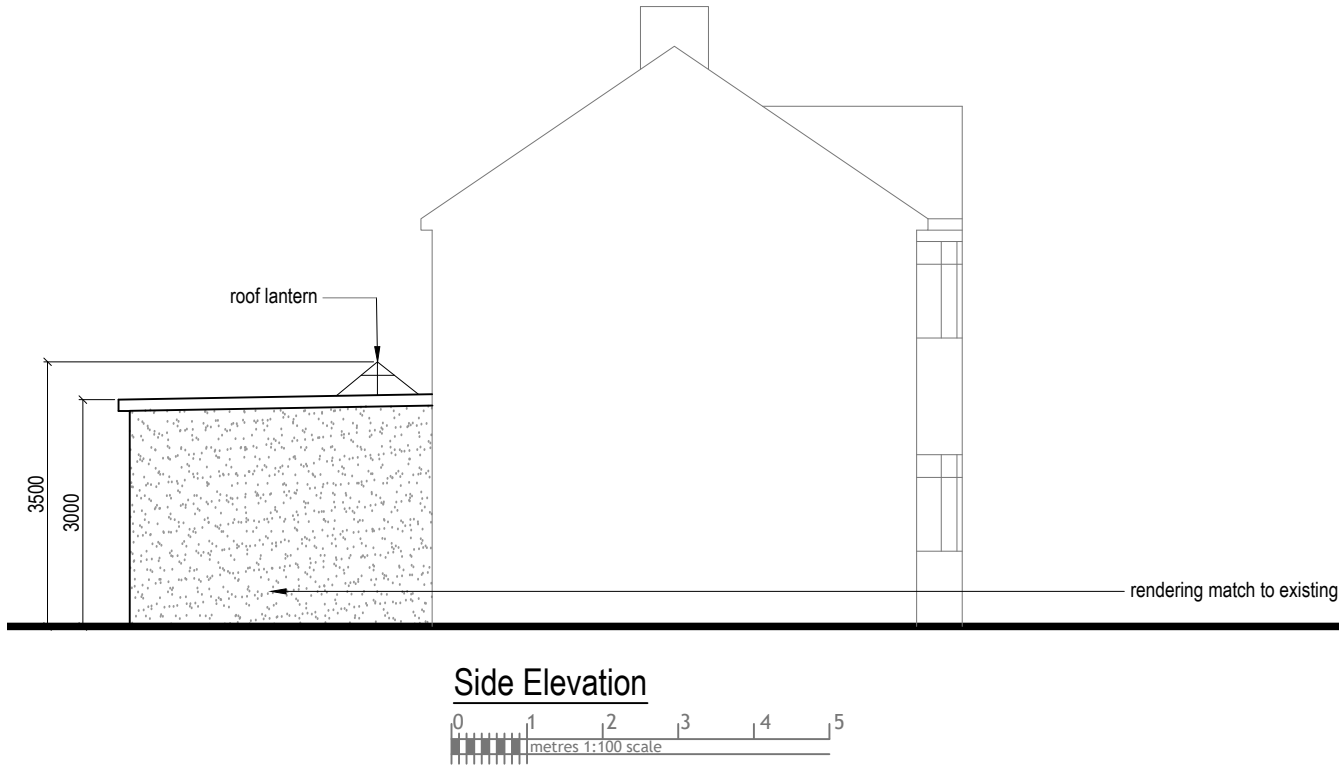 roof lantern
3500
3000
rendering match to existing
Side Elevation
0 1 2 3 4 5
metres 1:100 scale